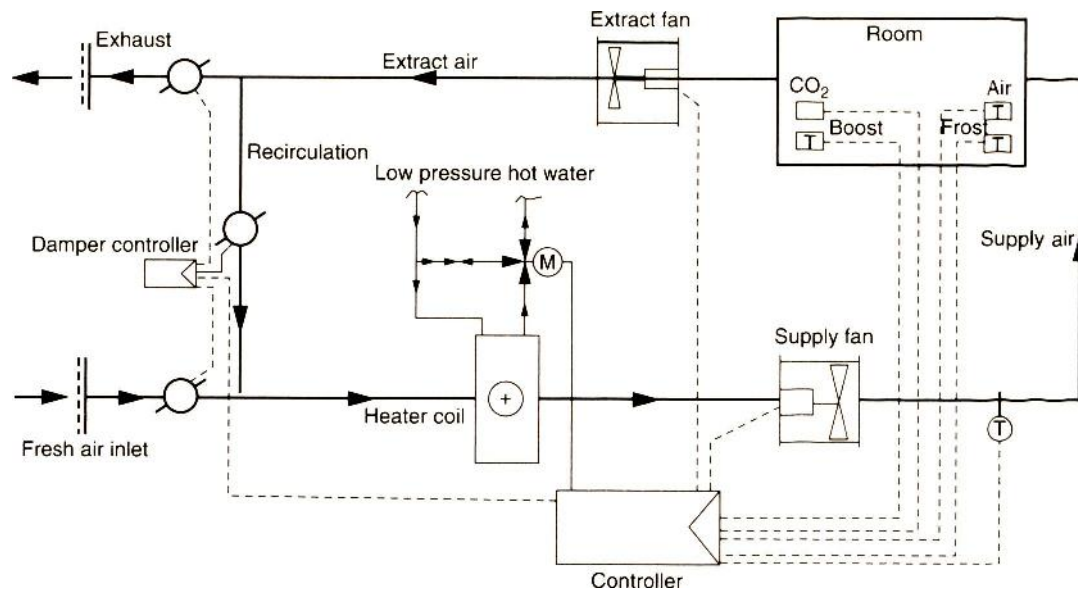 Exhaust
Extract fan
Room
Extract air
CO₂
Air
T
Boost
T
Frost
T
Recirculation
Low pressure hot water
Damper controller
M
Supply air
Supply fan
+
Heater coil
T
Fresh air inlet
Controller